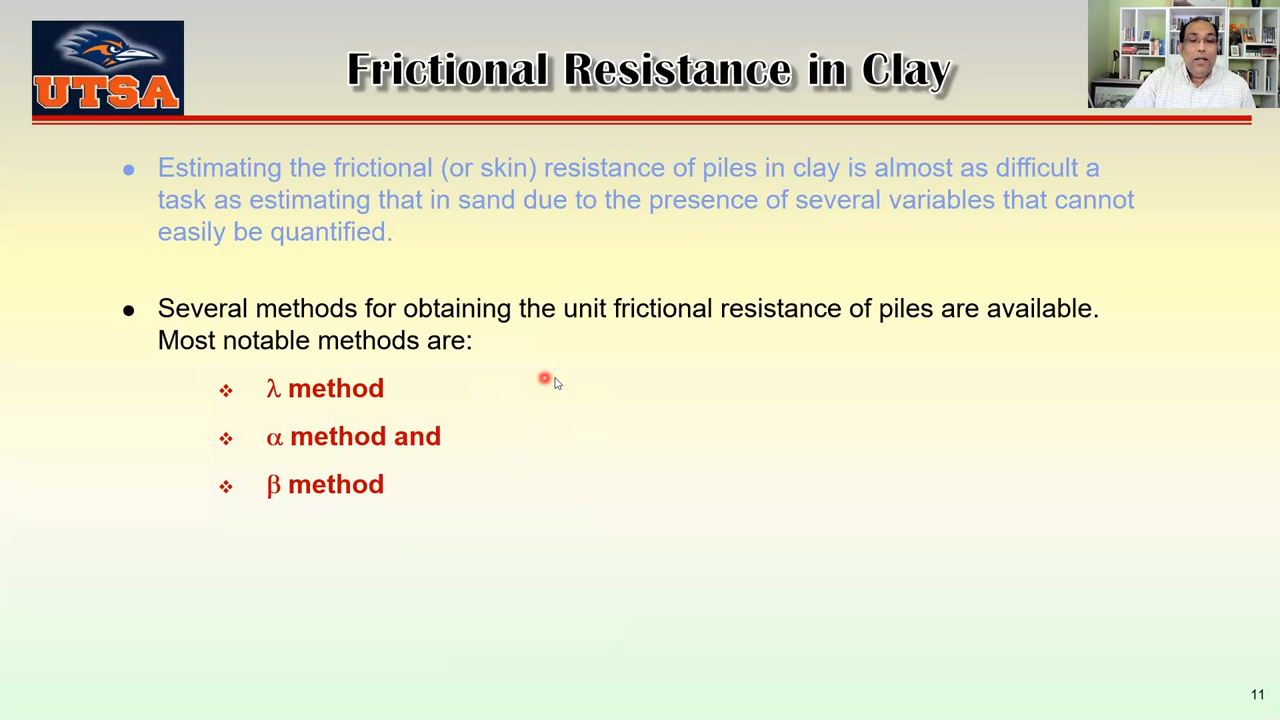 UTSA
Frictional Resistance in Clay
● Estimating the frictional (or skin) resistance of piles in clay is almost as difficult a
task as estimating that in sand due to the presence of several variables that cannot
easily be quantified.
● Several methods for obtaining the unit frictional resistance of piles are available.
Most notable methods are:
❖ λ method
❖ α method and
❖ β method
11